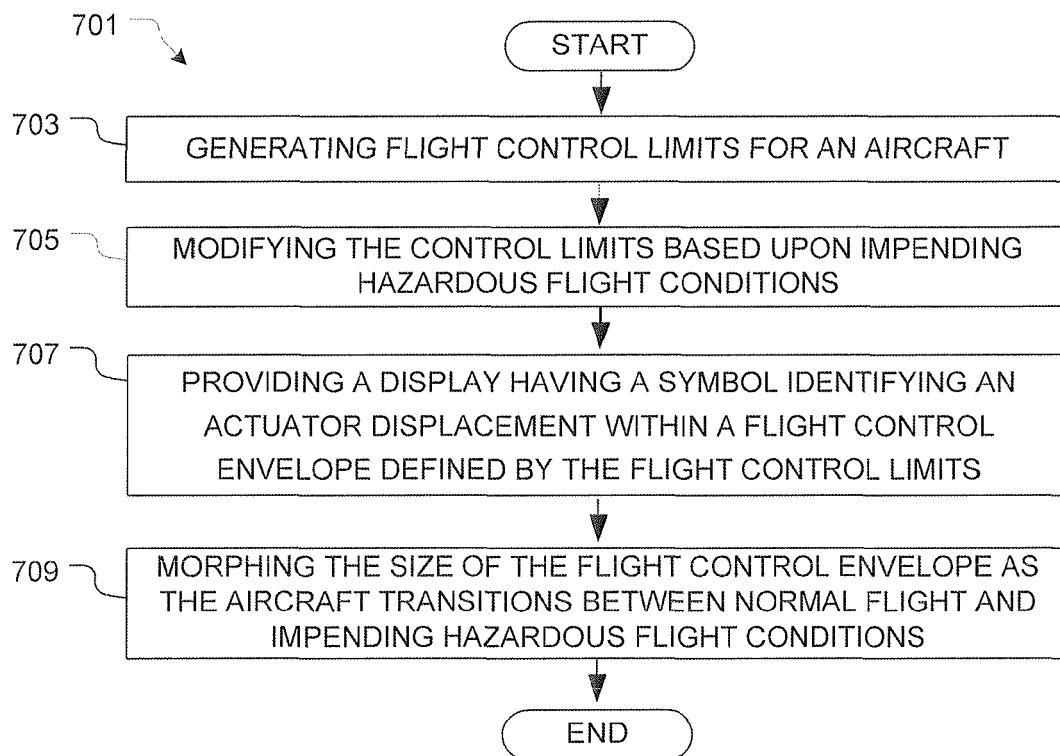 701
START
703
GENERATING FLIGHT CONTROL LIMITS FOR AN AIRCRAFT
705
MODIFYING THE CONTROL LIMITS BASED UPON IMPENDING
HAZARDOUS FLIGHT CONDITIONS
707
PROVIDING A DISPLAY HAVING A SYMBOL IDENTIFYING AN
ACTUATOR DISPLACEMENT WITHIN A FLIGHT CONTROL
ENVELOPE DEFINED BY THE FLIGHT CONTROL LIMITS
709
MORPHING THE SIZE OF THE FLIGHT CONTROL ENVELOPE AS
THE AIRCRAFT TRANSITIONS BETWEEN NORMAL FLIGHT AND
IMPENDING HAZARDOUS FLIGHT CONDITIONS
END